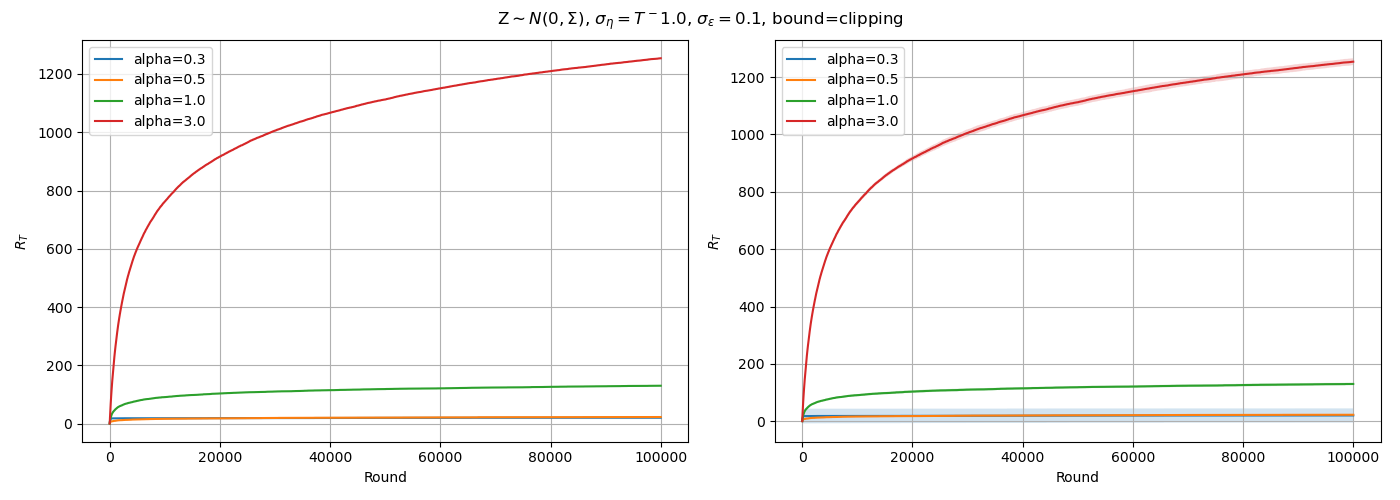 Z ~ N(0, Σ), σ_η = T⁻1.0, σ_ε = 0.1, bound=clipping
alpha=0.3
alpha=0.5
alpha=1.0
alpha=3.0
1200
1000
800
600
400
200
0
R_T
0 20000 40000 60000 80000 100000
Round
alpha=0.3
alpha=0.5
alpha=1.0
alpha=3.0
1200
1000
800
600
400
200
0
R_T
0 20000 40000 60000 80000 100000
Round